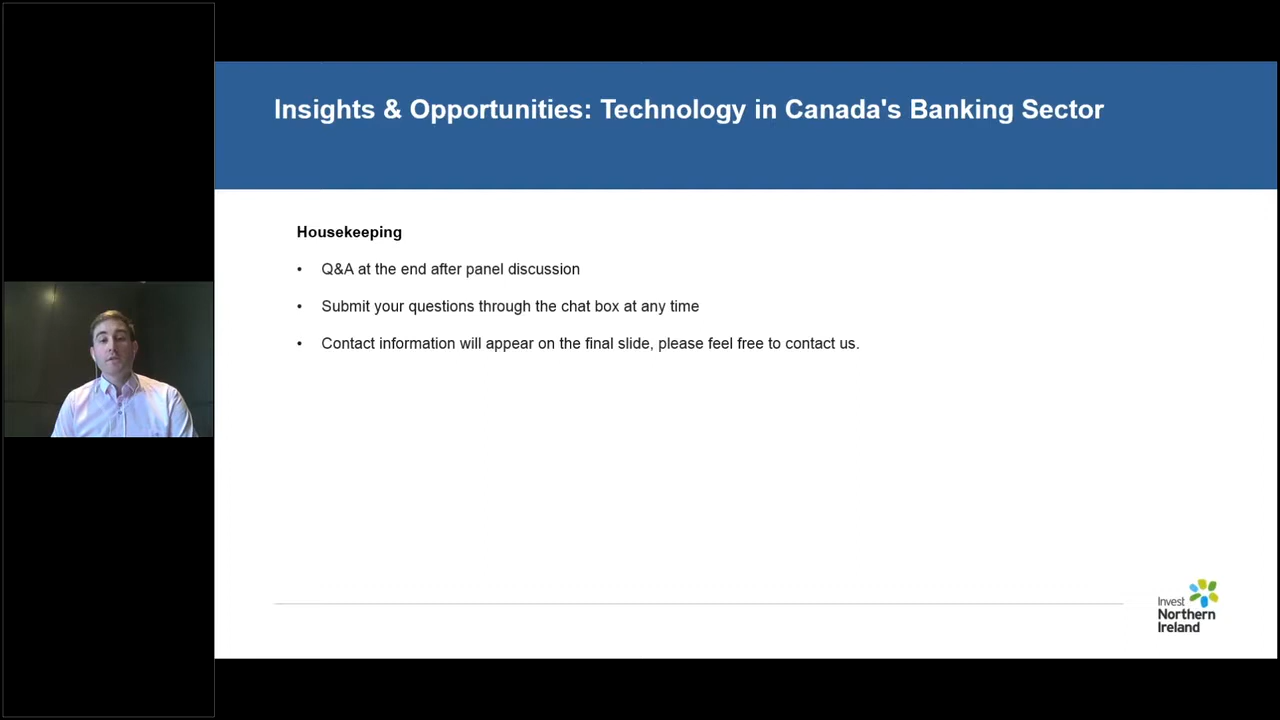 Insights & Opportunities: Technology in Canada's Banking Sector
Housekeeping
• Q&A at the end after panel discussion
• Submit your questions through the chat box at any time
• Contact information will appear on the final slide, please feel free to contact us.
Invest
Northern
Ireland